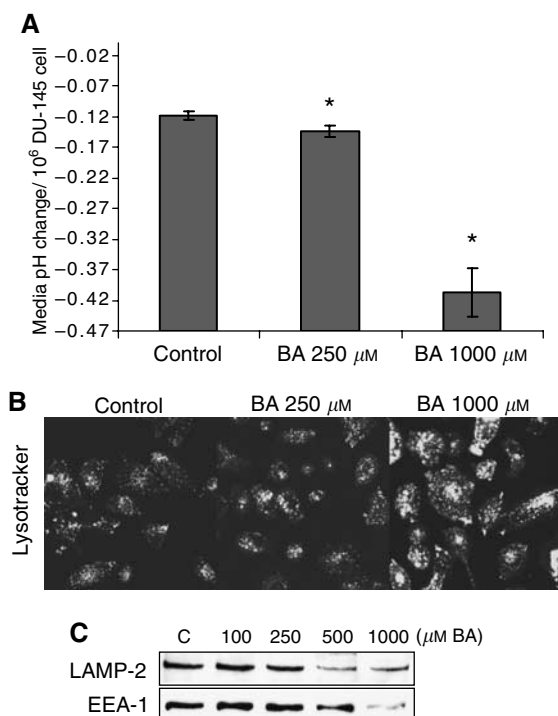 A
Media pH change/ 10⁶ DU-145 cell
−0.02
−0.07
−0.12
−0.17
−0.22
−0.27
−0.32
−0.37
−0.42
−0.47
*
*
Control BA 250 μM BA 1000 μM
B
Control BA 250 μM BA 1000 μM
Lysotracker
C
C 100 250 500 1000 (μM BA)
LAMP-2
EEA-1